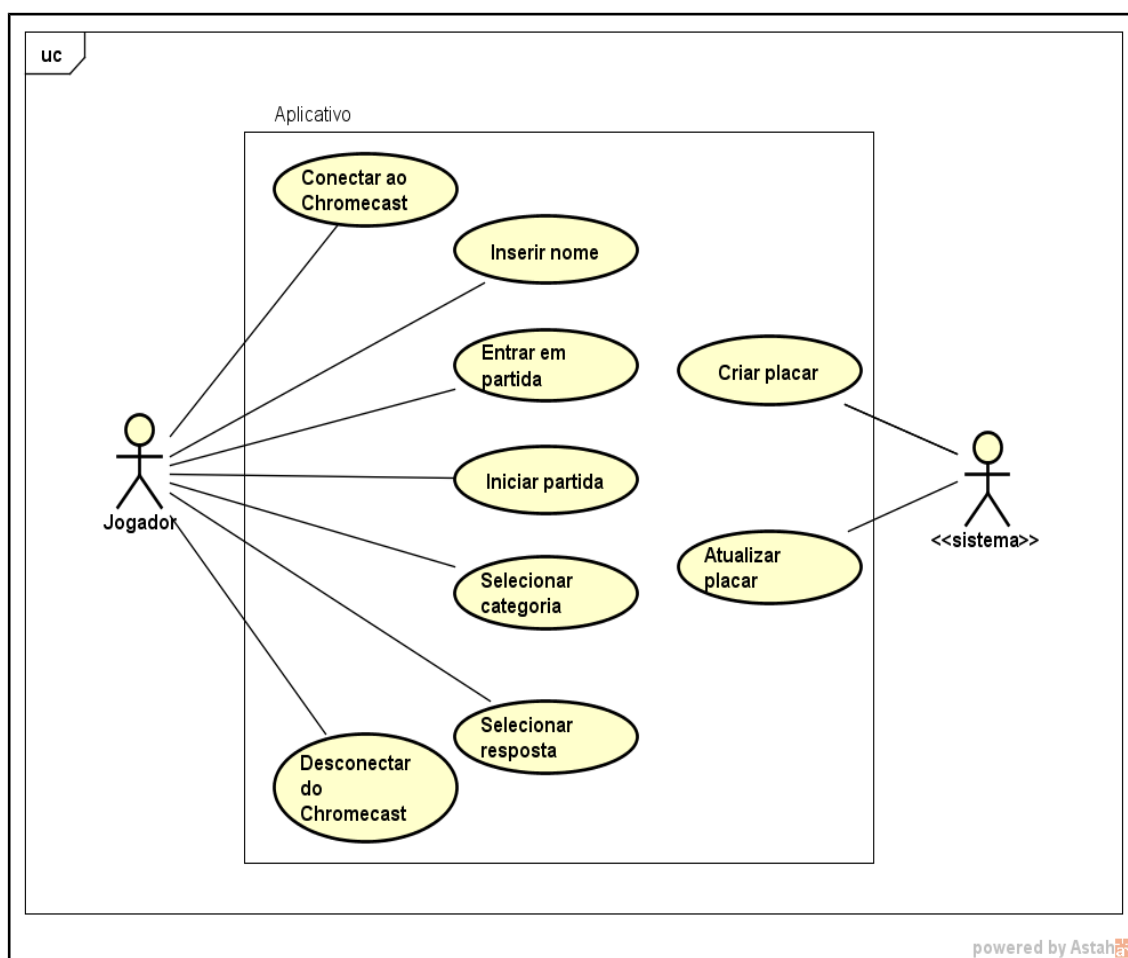 uc
Aplicativo
Conectar ao
Chromecast
Inserir nome
Entrar em
partida
Criar placar
Iniciar partida
Jogador
<<sistema>>
Selecionar
categoria
Atualizar
placar
Selecionar
resposta
Desconectar
do
Chromecast
powered by Astah